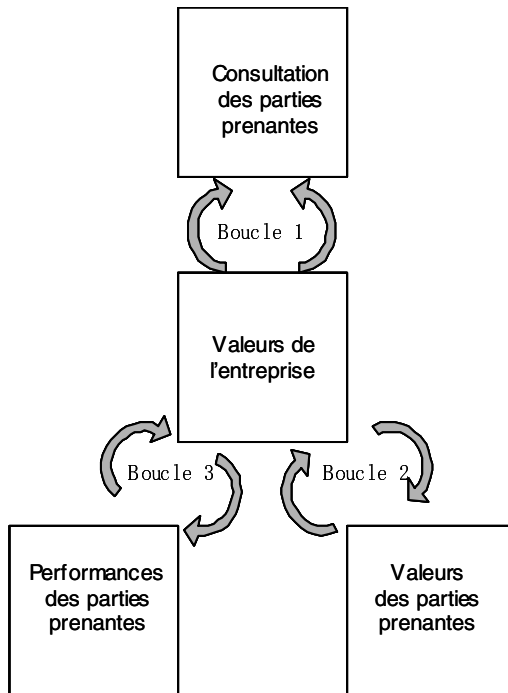 Consultation
des parties
prenantes
Boucle 1
Valeurs de
l'entreprise
Boucle 3
Boucle 2
Performances
des parties
prenantes
Valeurs
des parties
prenantes